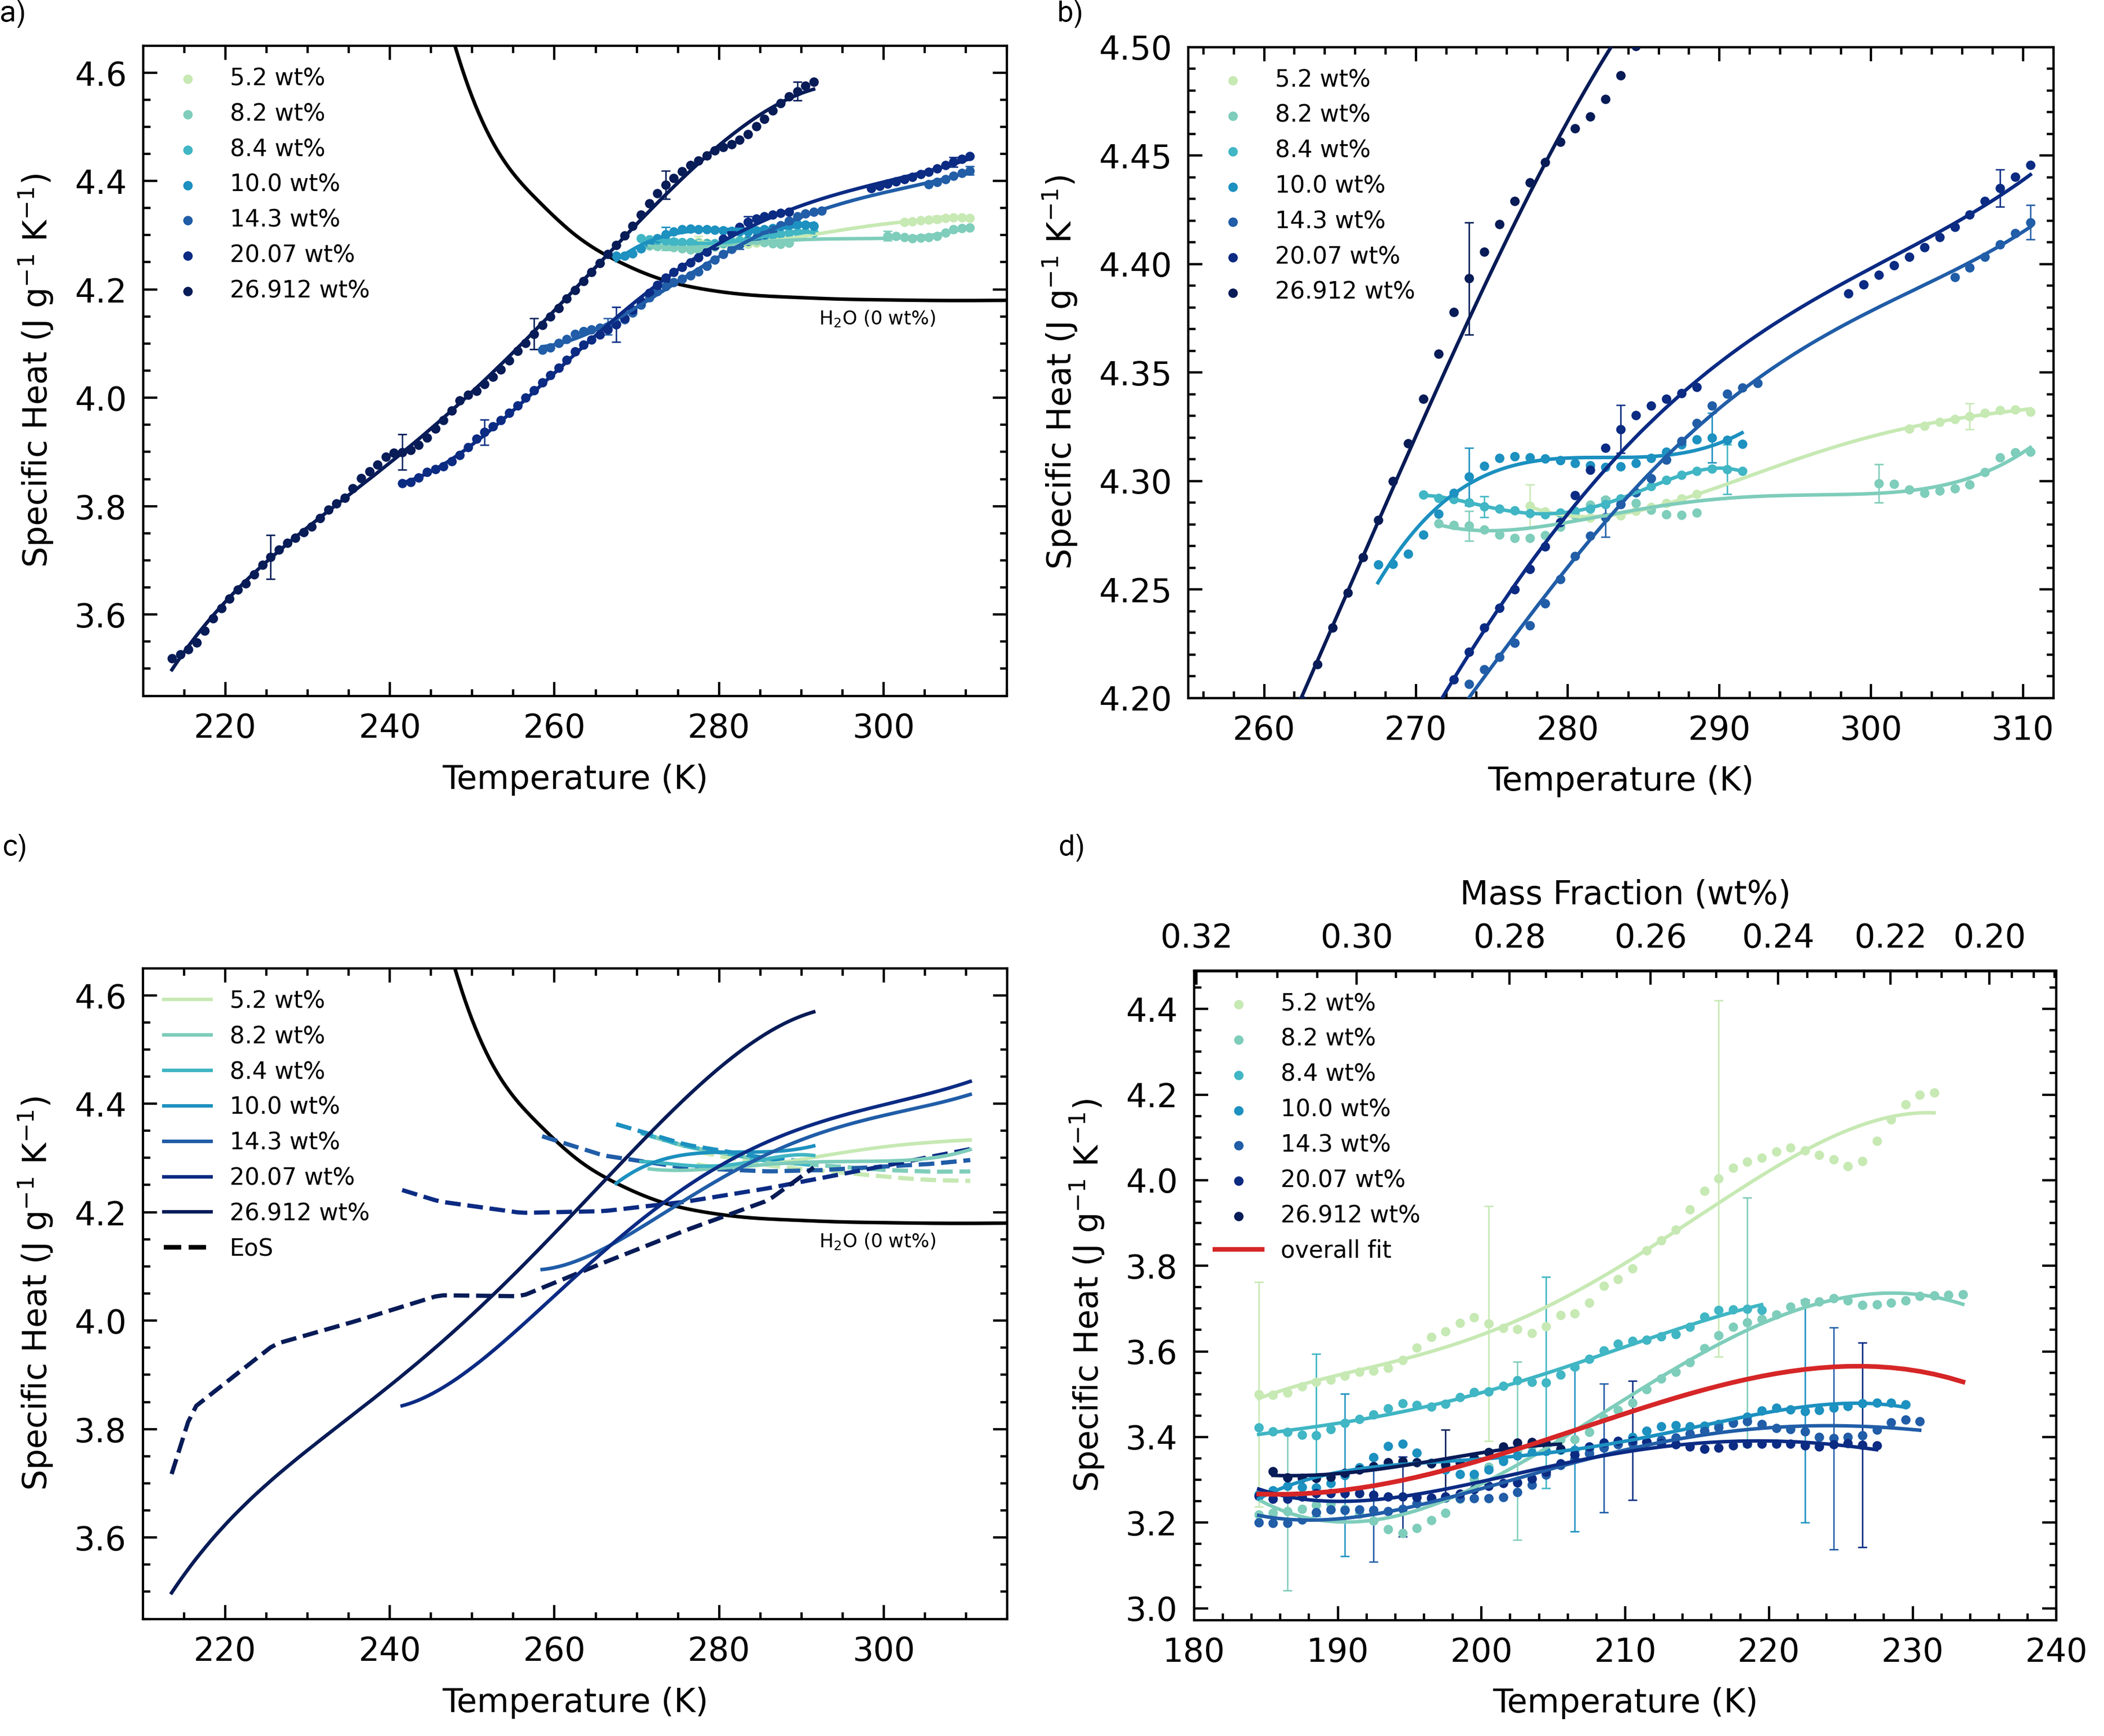 a)
Specific Heat (J g⁻¹ K⁻¹)
4.6
4.4
4.2
4.0
3.8
3.6
5.2 wt%
8.2 wt%
8.4 wt%
10.0 wt%
14.3 wt%
20.07 wt%
26.912 wt%
H₂O (0 wt%)
220 240 260 280 300
Temperature (K)
b)
Specific Heat (J g⁻¹ K⁻¹)
4.50
4.45
4.40
4.35
4.30
4.25
4.20
5.2 wt%
8.2 wt%
8.4 wt%
10.0 wt%
14.3 wt%
20.07 wt%
26.912 wt%
260 270 280 290 300 310
Temperature (K)
c)
Specific Heat (J g⁻¹ K⁻¹)
4.6
4.4
4.2
4.0
3.8
3.6
5.2 wt%
8.2 wt%
8.4 wt%
10.0 wt%
14.3 wt%
20.07 wt%
26.912 wt%
EoS
H₂O (0 wt%)
220 240 260 280 300
Temperature (K)
d)
Mass Fraction (wt%)
0.32 0.30 0.28 0.26 0.24 0.22 0.20
Specific Heat (J g⁻¹ K⁻¹)
4.4
4.2
4.0
3.8
3.6
3.4
3.2
3.0
5.2 wt%
8.2 wt%
8.4 wt%
10.0 wt%
14.3 wt%
20.07 wt%
26.912 wt%
overall fit
180 190 200 210 220 230 240
Temperature (K)